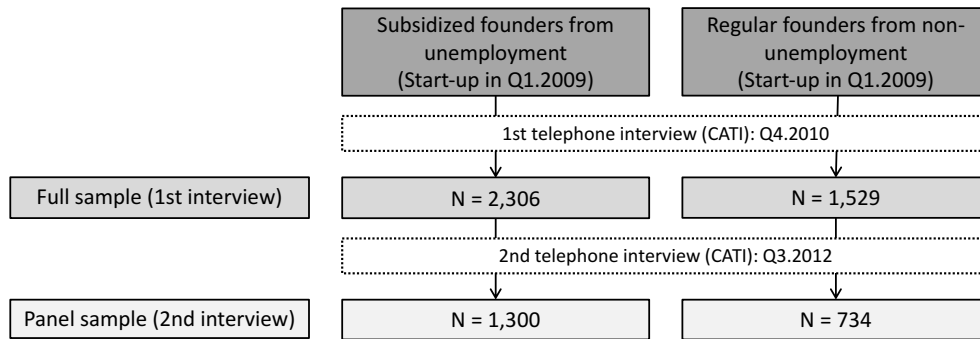 Subsidized founders from
unemployment
(Start-up in Q1.2009)
Regular founders from non-
unemployment
(Start-up in Q1.2009)
1st telephone interview (CATI): Q4.2010
Full sample (1st interview)
N = 2,306
N = 1,529
2nd telephone interview (CATI): Q3.2012
Panel sample (2nd interview)
N = 1,300
N = 734